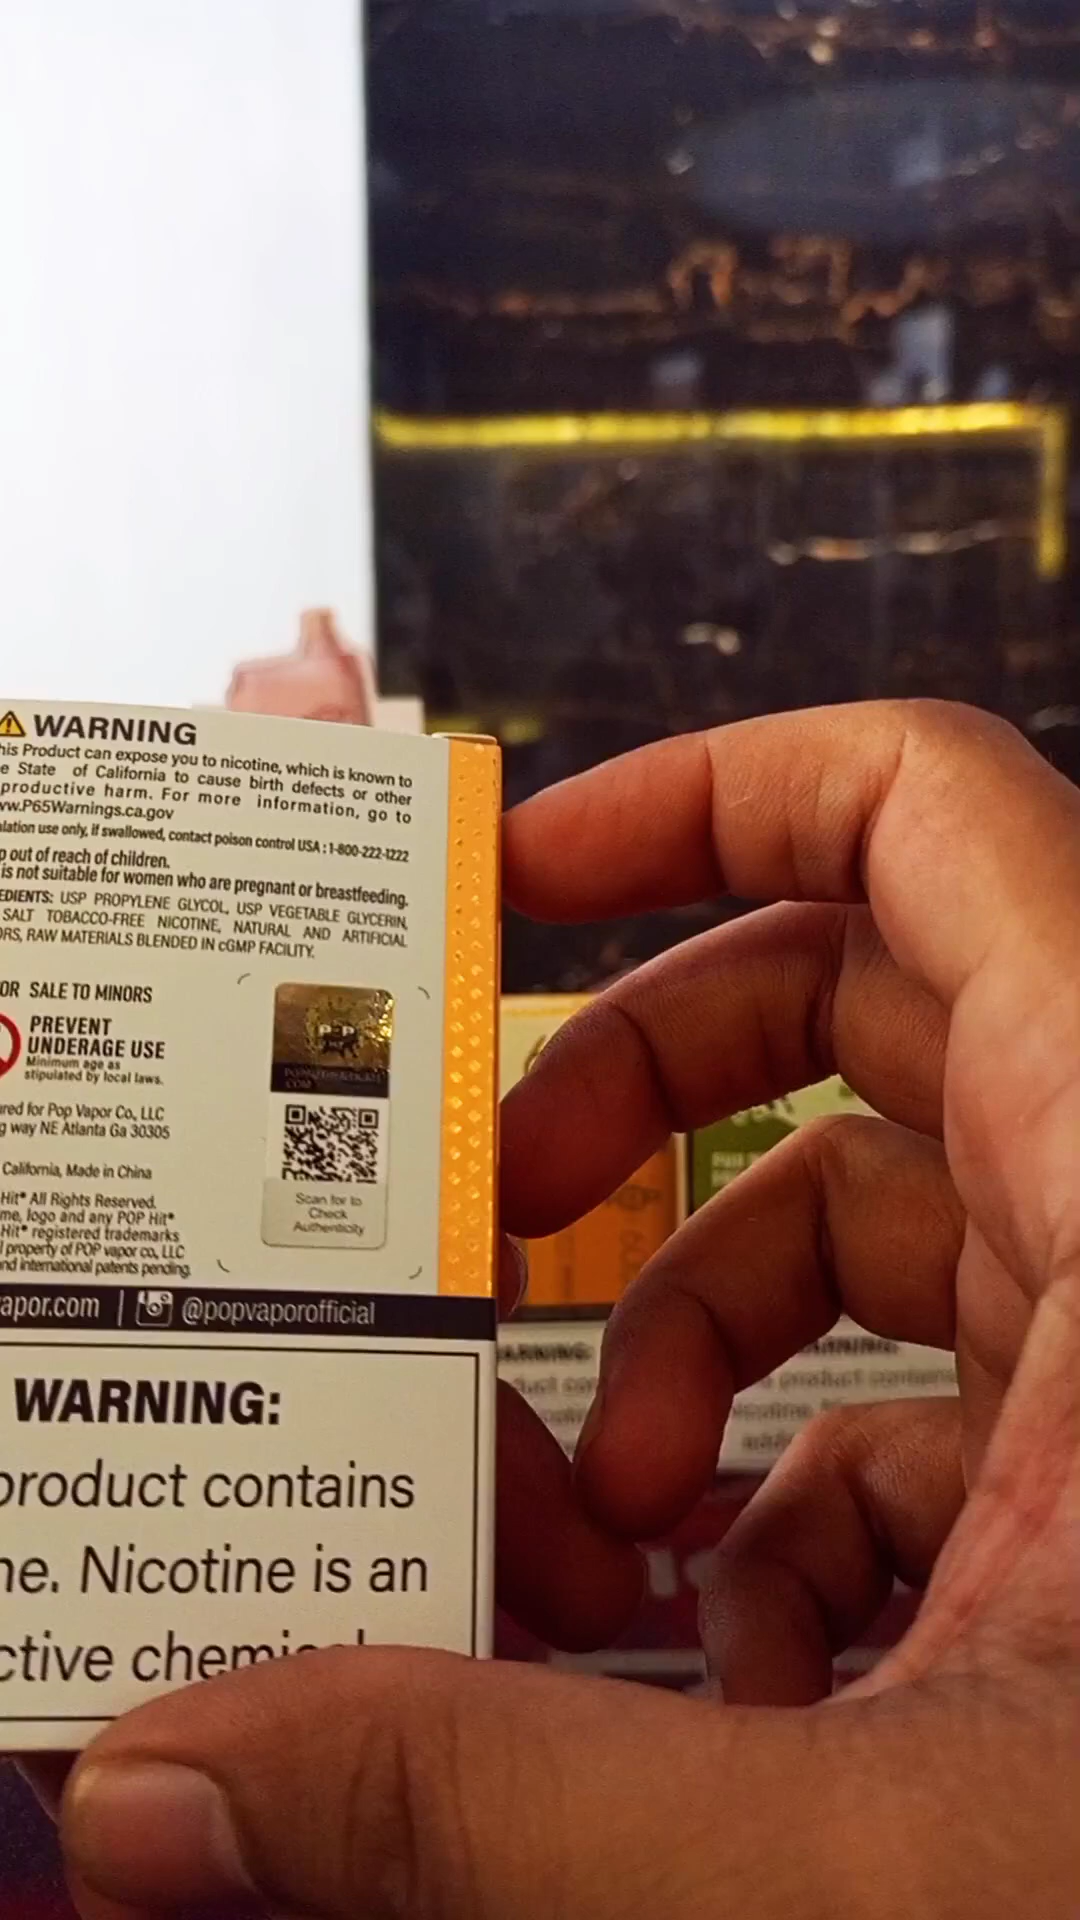 WARNING
his Product can expose you to nicotine, which is known to
e State of California to cause birth defects or other
productive harm. For more information, go to
ww.P65Warnings.ca.gov
alation use only, if swallowed, contact poison control USA : 1-800-222-1222
p out of reach of children.
is not suitable for women who are pregnant or breastfeeding.
EDIENTS: USP PROPYLENE GLYCOL, USP VEGETABLE GLYCERIN,
SALT TOBACCO-FREE NICOTINE, NATURAL AND ARTIFICIAL
ORS, RAW MATERIALS BLENDED IN cGMP FACILITY.
OR SALE TO MINORS
PREVENT
UNDERAGE USE
Minimum age as
stipulated by local laws.
red for Pop Vapor Co., LLC
g way NE Atlanta Ga 30305
California, Made in China
Hit® All Rights Reserved.
me, logo and any POP Hit®
Hit® registered trademarks
l property of POP vapor co, LLC
nd international patents pending.
POP
Scan for to
Check
Authenticity
apor.com | @popvaporofficial
WARNING:
product contains
ne. Nicotine is an
ctive chemical
WARNING: